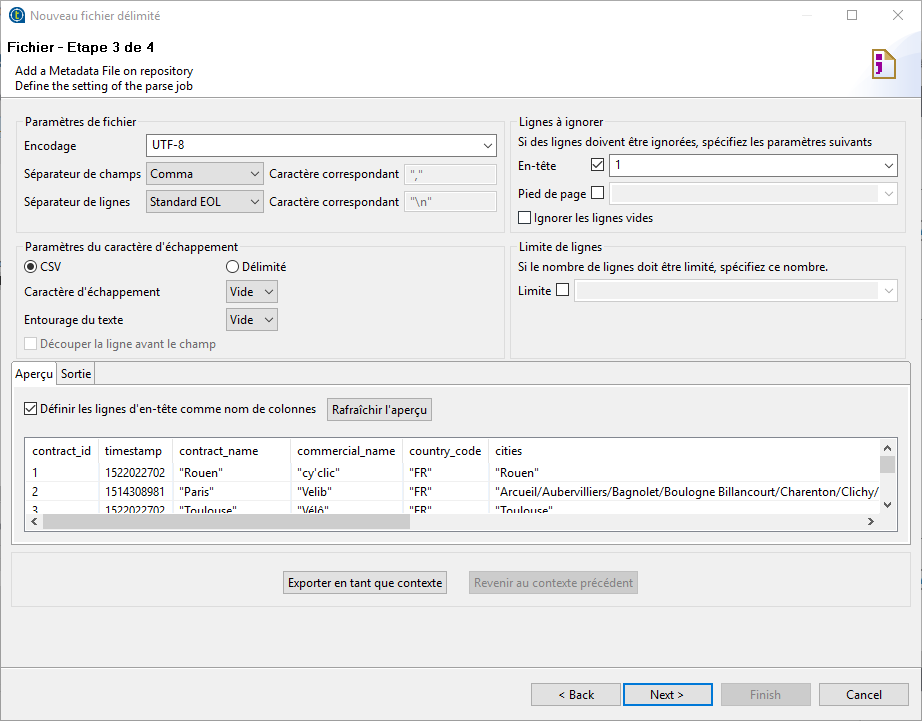 Nouveau fichier délimité
Fichier - Etape 3 de 4
Add a Metadata File on repository
Define the setting of the parse job
Paramètres de fichier
Encodage UTF-8
Séparateur de champs Comma Caractère correspondant ","
Séparateur de lignes Standard EOL Caractère correspondant "\n"
Lignes à ignorer
Si des lignes doivent être ignorées, spécifiez les paramètres suivants
En-tête 1
Pied de page
Ignorer les lignes vides
Paramètres du caractère d'échappement
CSV Délimité
Caractère d'échappement Vide
Entourage du texte Vide
Découper la ligne avant le champ
Limite de lignes
Si le nombre de lignes doit être limité, spécifiez ce nombre.
Limite
Aperçu Sortie
Définir les lignes d'en-tête comme nom de colonnes Rafraîchir l'aperçu
contract_id timestamp contract_name commercial_name country_code cities
1 1522022702 "Rouen" "cy'clic" "FR" "Rouen"
2 1514308981 "Paris" "Velib" "FR" "Arcueil/Aubervilliers/Bagnolet/Boulogne Billancourt/Charenton/Clichy/
3 1522022702 "Toulouse" "Vélô" "FR" "Toulouse"
Exporter en tant que contexte Revenir au contexte précédent
< Back Next > Finish Cancel